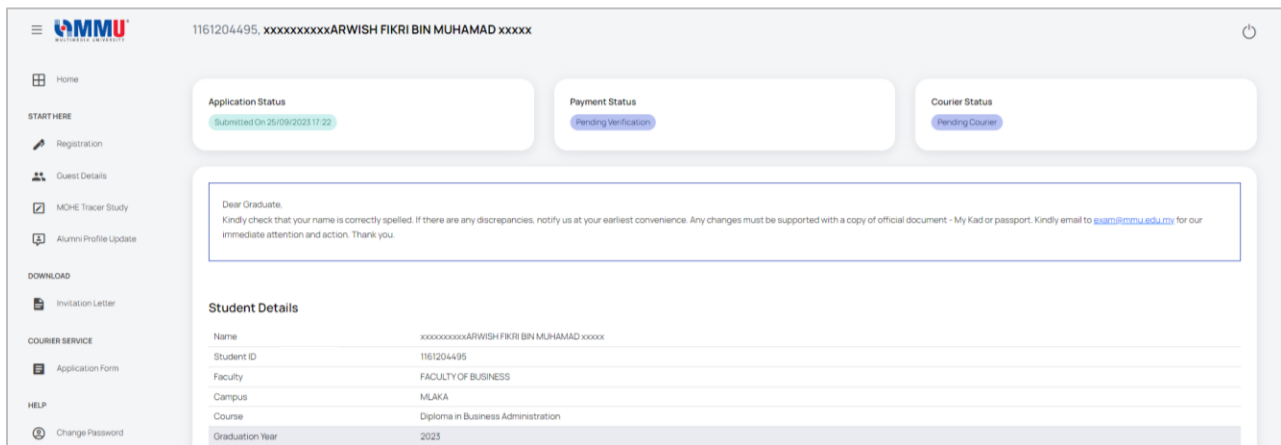 MMU
MULTIMEDIA UNIVERSITY
1161204495, xxxxxxxxxxARWISH FIKRI BIN MUHAMAD xxxxx
Home
START HERE
Registration
Guest Details
MOHE Tracer Study
Alumni Profile Update
DOWNLOAD
Invitation Letter
COURIER SERVICE
Application Form
HELP
Change Password
Application Status
Submitted On 25/09/2023 17:22
Payment Status
Pending Verification
Courier Status
Pending Courier
Dear Graduate,
Kindly check that your name is correctly spelled. If there are any discrepancies, notify us at your earliest convenience. Any changes must be supported with a copy of official document - My Kad or passport. Kindly email to exam@mmu.edu.my for our
immediate attention and action. Thank you.
Student Details
Name xxxxxxxxxxARWISH FIKRI BIN MUHAMAD xxxxx
Student ID 1161204495
Faculty FACULTY OF BUSINESS
Campus MLAKA
Course Diploma in Business Administration
Graduation Year 2023